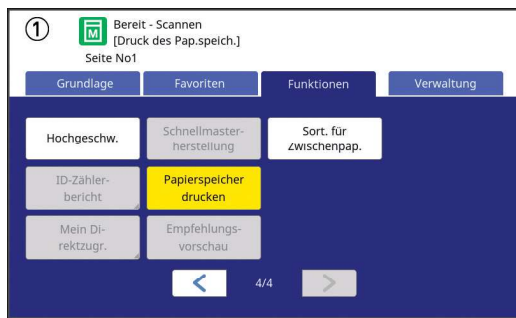 ①
Bereit - Scannen
M
[Druck des Pap.speich.]
Seite No1
Grundlage Favoriten Funktionen Verwaltung
Hochgeschw.
Schnellmaster-
herstellung
Sort. für
Zwischenpap.
ID-Zähler-
bericht
Papierspeicher
drucken
Mein Di-
rektzugr.
Empfehlungs-
vorschau
< 4/4 >